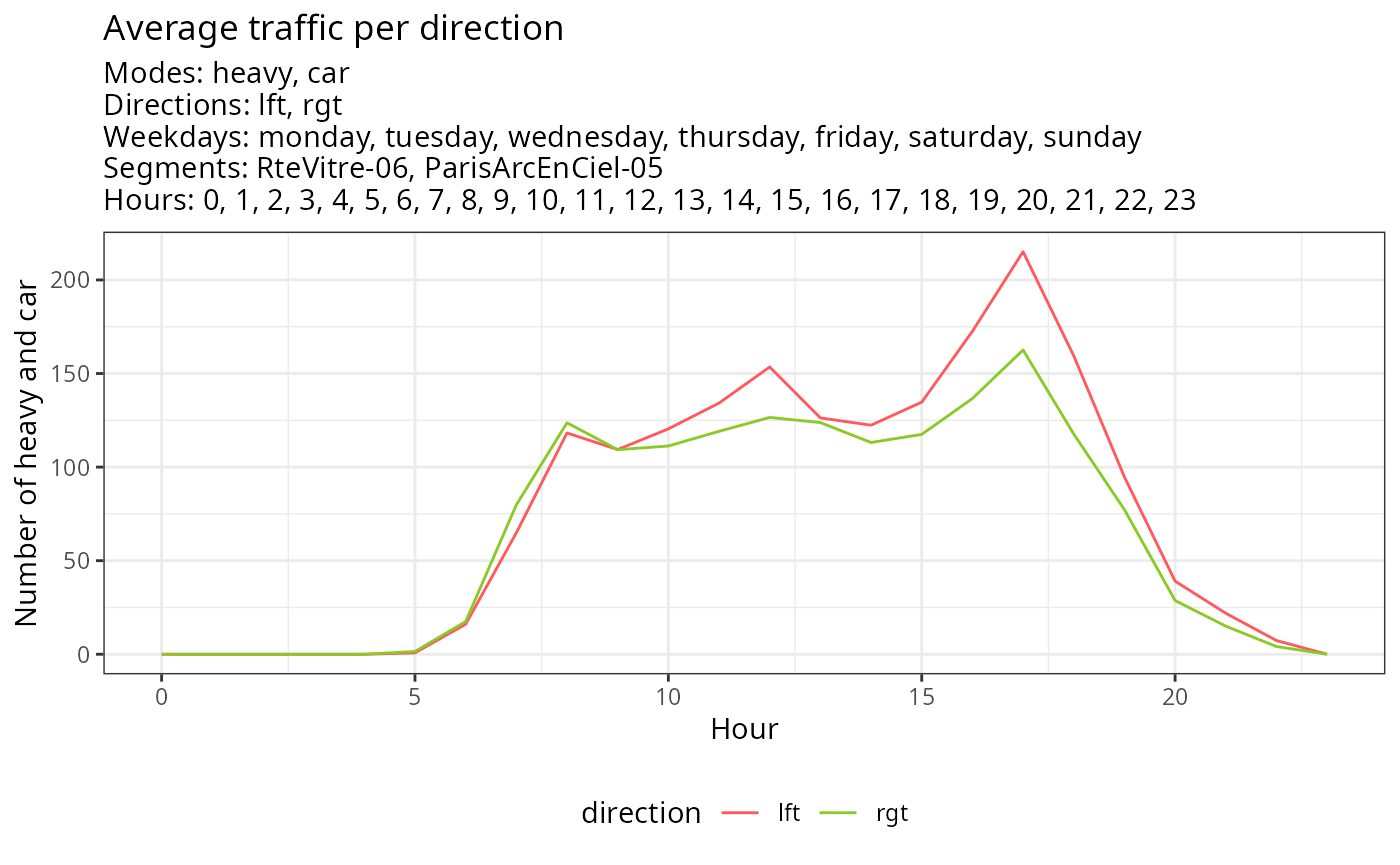 Average traffic per direction
Modes: heavy, car
Directions: lft, rgt
Weekdays: monday, tuesday, wednesday, thursday, friday, saturday, sunday
Segments: RteVitre-06, ParisArcEnCiel-05
Hours: 0, 1, 2, 3, 4, 5, 6, 7, 8, 9, 10, 11, 12, 13, 14, 15, 16, 17, 18, 19, 20, 21, 22, 23
Number of heavy and car
200
150
100
50
0
0 5 10 15 20
Hour
direction lft rgt